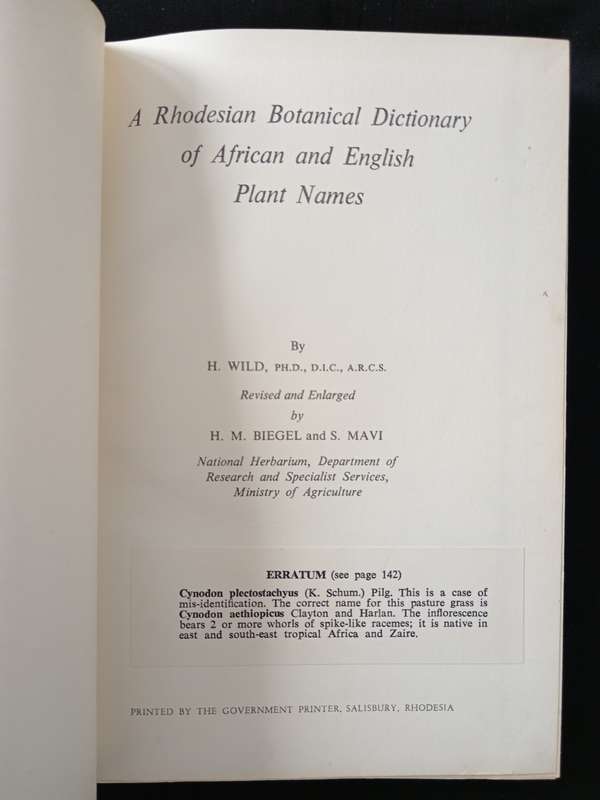 A Rhodesian Botanical Dictionary
of African and English
Plant Names
By
H. WILD, PH.D., D.I.C., A.R.C.S.
Revised and Enlarged
by
H. M. BIEGEL and S. MAVI
National Herbarium, Department of
Research and Specialist Services,
Ministry of Agriculture
ERRATUM (see page 142)
Cynodon plectostachyus (K. Schum.) Pilg. This is a case of
mis-identification. The correct name for this pasture grass is
Cynodon aethiopicus Clayton and Harlan. The inflorescence
bears 2 or more whorls of spike-like racemes; it is native in
east and south-east tropical Africa and Zaire.
PRINTED BY THE GOVERNMENT PRINTER, SALISBURY, RHODESIA